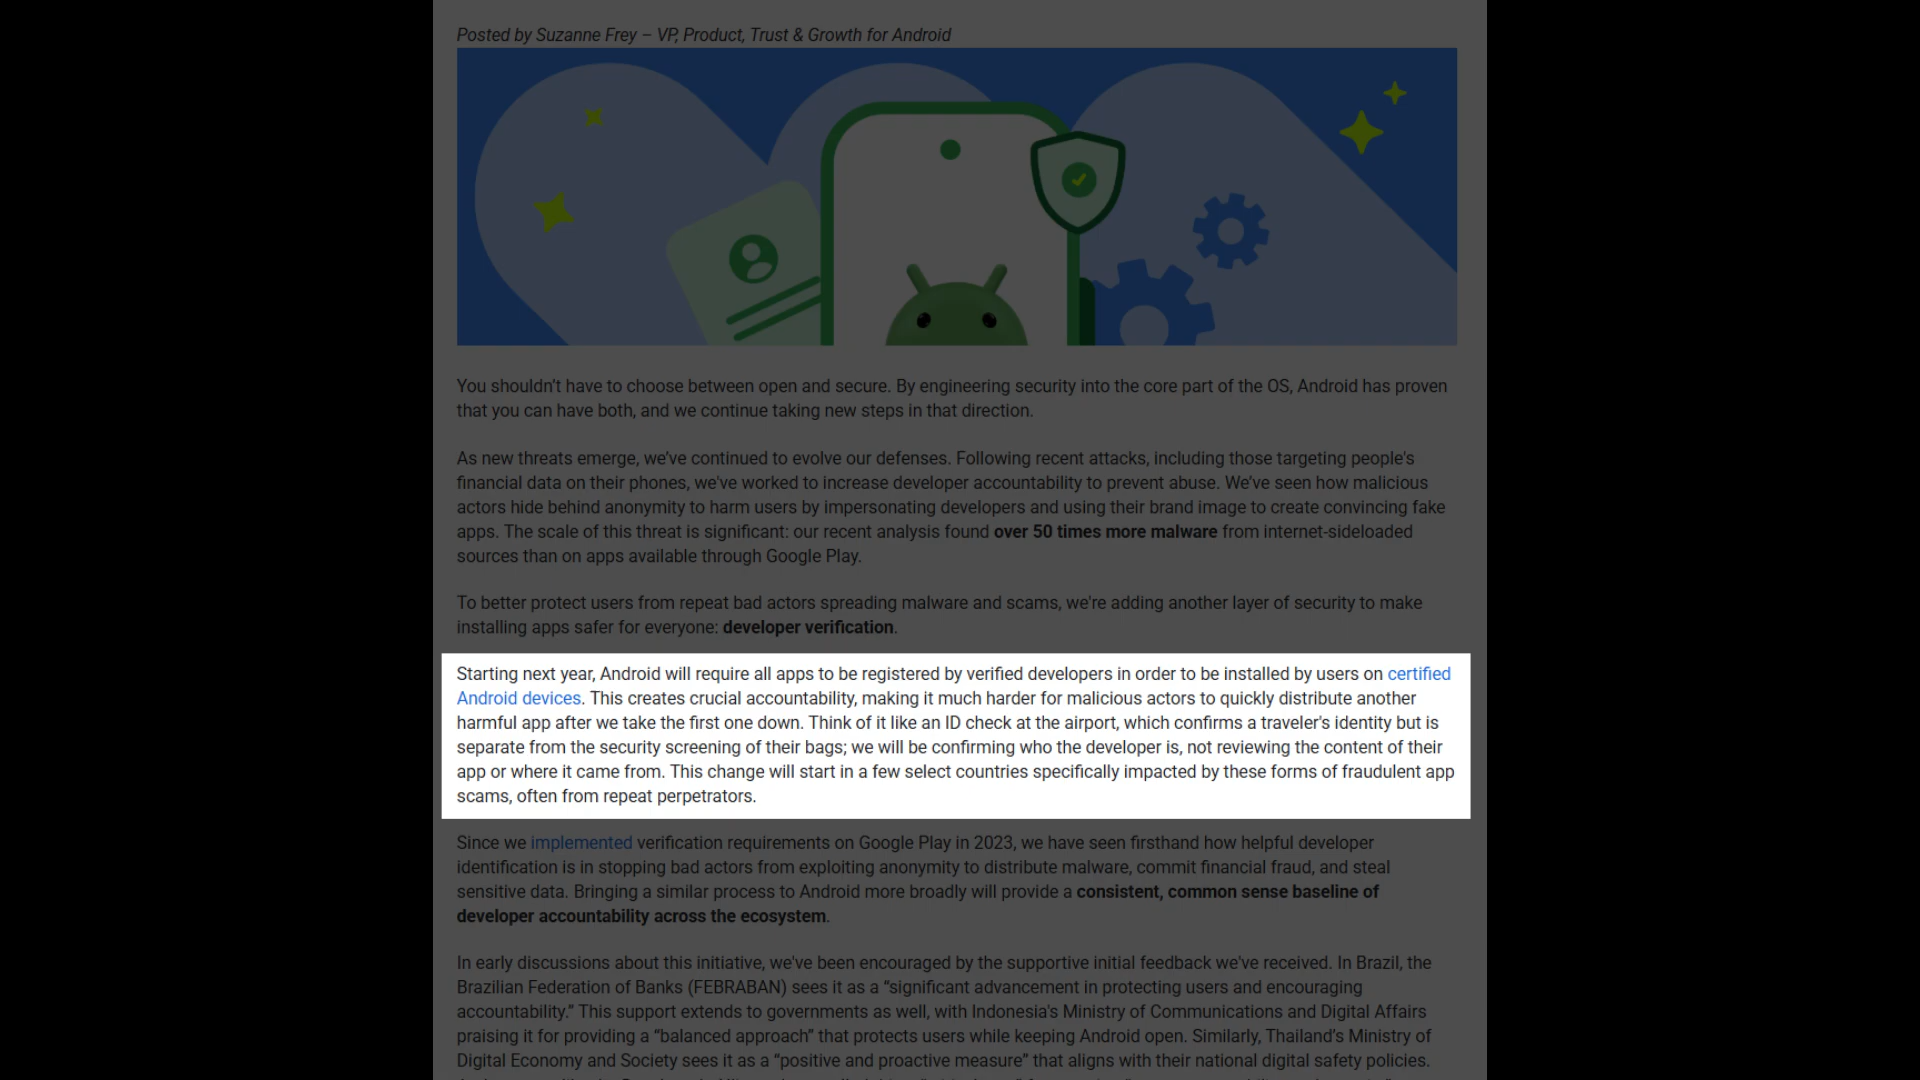 Posted by Suzanne Frey – VP, Product, Trust & Growth for Android
You shouldn't have to choose between open and secure. By engineering security into the core part of the OS, Android has proven
that you can have both, and we continue taking new steps in that direction.
As new threats emerge, we've continued to evolve our defenses. Following recent attacks, including those targeting people's
financial data on their phones, we've worked to increase developer accountability to prevent abuse. We've seen how malicious
actors hide behind anonymity to harm users by impersonating developers and using their brand image to create convincing fake
apps. The scale of this threat is significant: our recent analysis found over 50 times more malware from internet-sideloaded
sources than on apps available through Google Play.
To better protect users from repeat bad actors spreading malware and scams, we're adding another layer of security to make
installing apps safer for everyone: developer verification.
Starting next year, Android will require all apps to be registered by verified developers in order to be installed by users on certified
Android devices. This creates crucial accountability, making it much harder for malicious actors to quickly distribute another
harmful app after we take the first one down. Think of it like an ID check at the airport, which confirms a traveler's identity but is
separate from the security screening of their bags; we will be confirming who the developer is, not reviewing the content of their
app or where it came from. This change will start in a few select countries specifically impacted by these forms of fraudulent app
scams, often from repeat perpetrators.
Since we implemented verification requirements on Google Play in 2023, we have seen firsthand how helpful developer
identification is in stopping bad actors from exploiting anonymity to distribute malware, commit financial fraud, and steal
sensitive data. Bringing a similar process to Android more broadly will provide a consistent, common sense baseline of
developer accountability across the ecosystem.
In early discussions about this initiative, we've been encouraged by the supportive initial feedback we've received. In Brazil, the
Brazilian Federation of Banks (FEBRABAN) sees it as a “significant advancement in protecting users and encouraging
accountability.” This support extends to governments as well, with Indonesia's Ministry of Communications and Digital Affairs
praising it for providing a “balanced approach” that protects users while keeping Android open. Similarly, Thailand’s Ministry of
Digital Economy and Society sees it as a “positive and proactive measure” that aligns with their national digital safety policies.